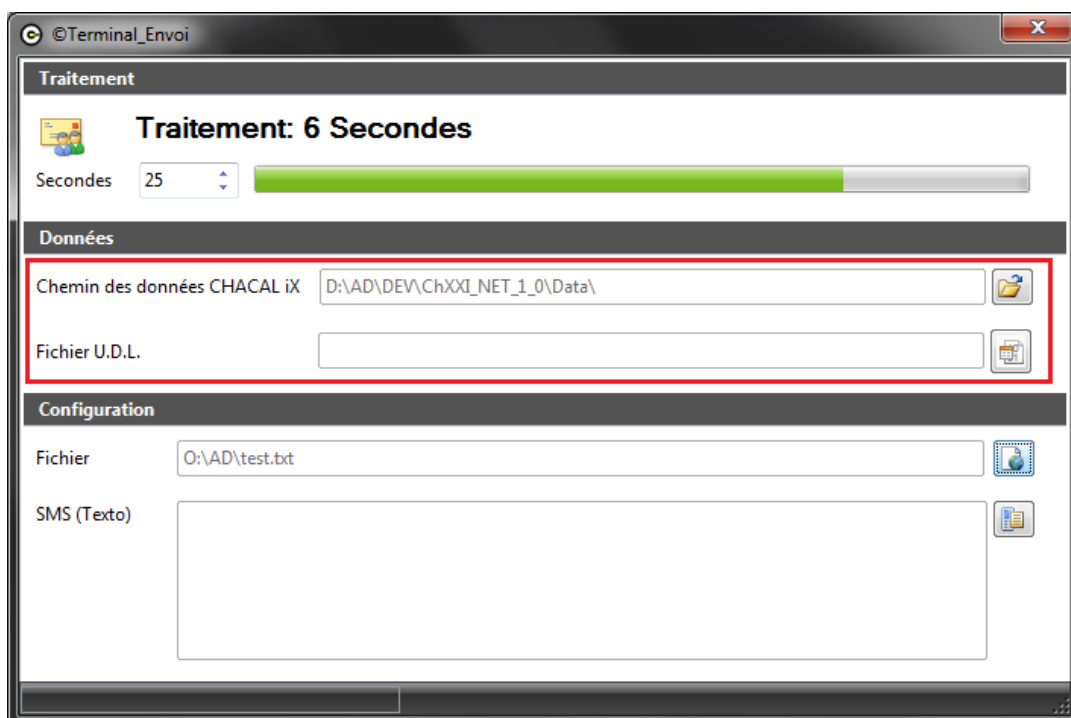 ©Terminal_Envoi
Traitement
Traitement: 6 Secondes
Secondes 25
Données
Chemin des données CHACAL iX D:\AD\DEV\ChXXI_NET_1_0\Data\
Fichier U.D.L.
Configuration
Fichier O:\AD\test.txt
SMS (Texto)